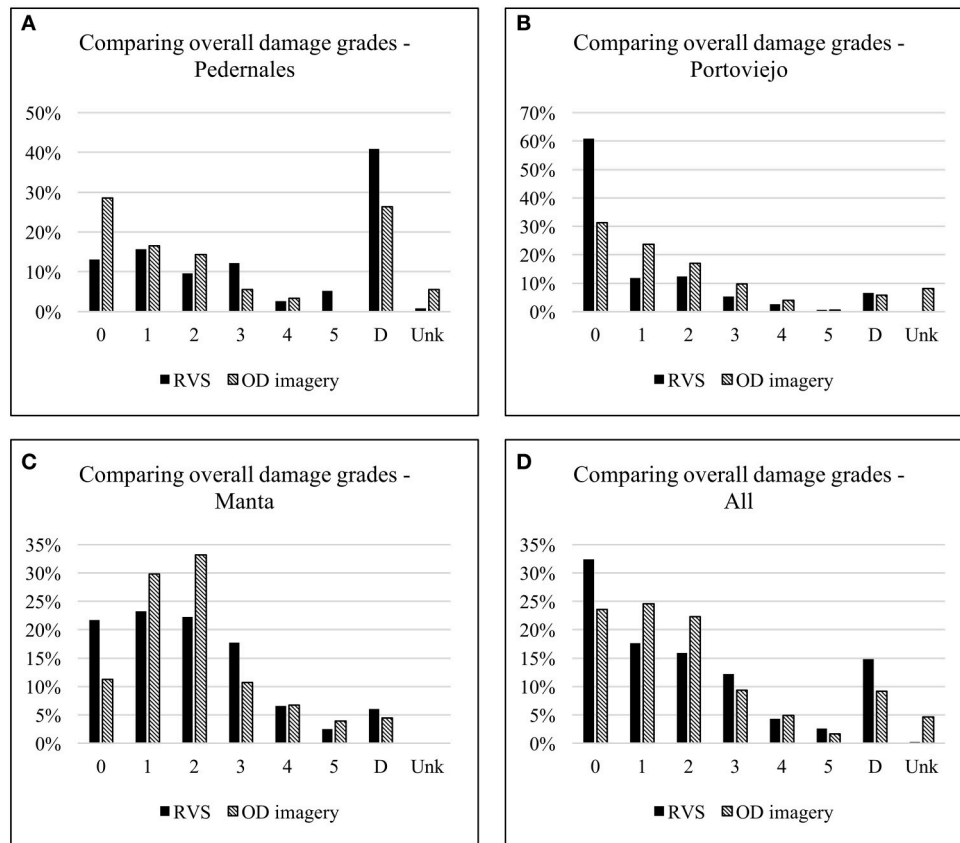 A
Comparing overall damage grades -
Pedernales
50%
40%
30%
20%
10%
0%
0 1 2 3 4 5 D Unk
RVS OD imagery
B
Comparing overall damage grades -
Portoviejo
70%
60%
50%
40%
30%
20%
10%
0%
0 1 2 3 4 5 D Unk
RVS OD imagery
C
Comparing overall damage grades -
Manta
35%
30%
25%
20%
15%
10%
5%
0%
0 1 2 3 4 5 D Unk
RVS OD imagery
D
Comparing overall damage grades -
All
35%
30%
25%
20%
15%
10%
5%
0%
0 1 2 3 4 5 D Unk
RVS OD imagery